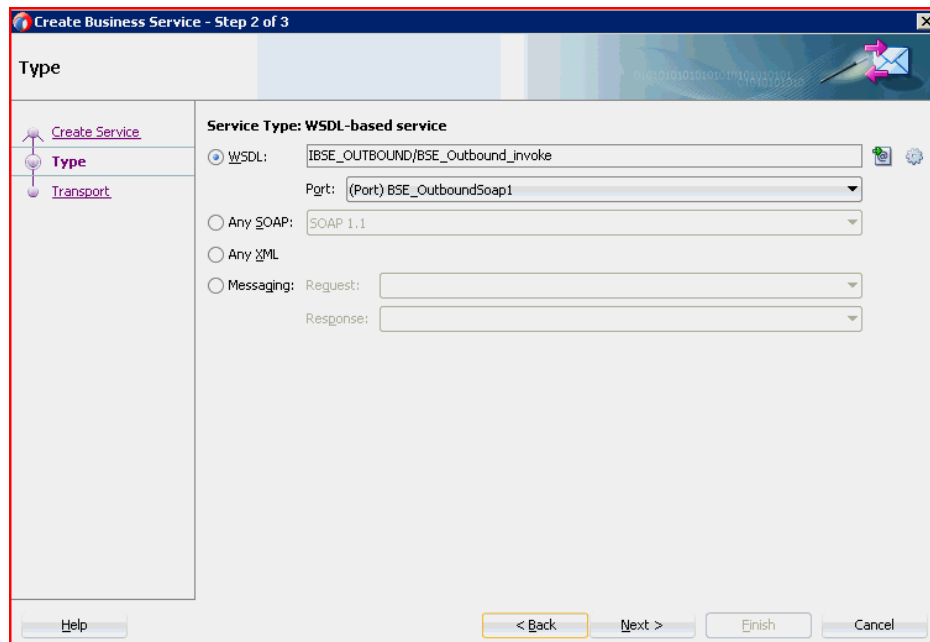 Create Business Service - Step 2 of 3
Type
Create Service
Type
Transport
Service Type: WSDL-based service
WSDL: IBSE_OUTBOUND/BSE_Outbound_invoke
Port: (Port) BSE_OutboundSoap1
Any SOAP: SOAP 1.1
Any XML
Messaging: Request:
Response:
Help < Back Next > Finish Cancel